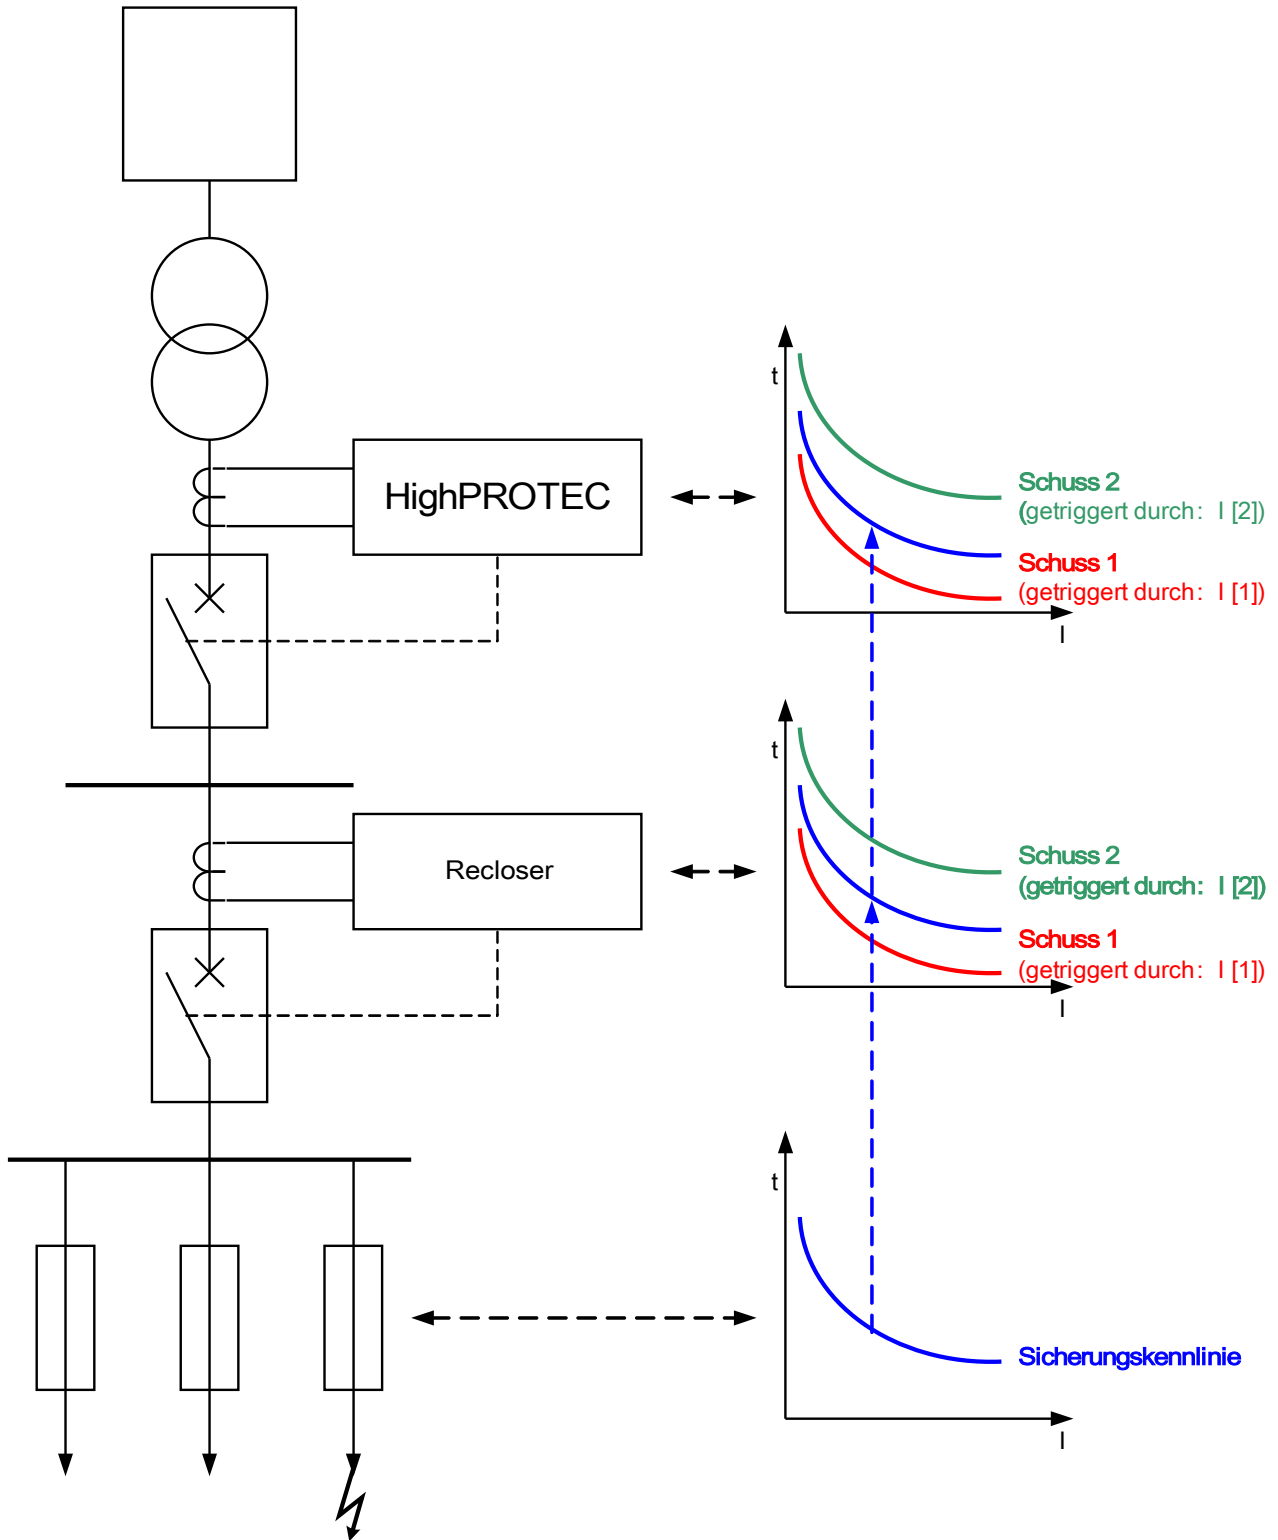 t
HighPROTEC
Schuss 2
(getriggert durch: I [2])
Schuss 1
(getriggert durch: I [1])
I
t
Recloser
Schuss 2
(getriggert durch: I [2])
Schuss 1
(getriggert durch: I [1])
I
t
Sicherungskennlinie
I